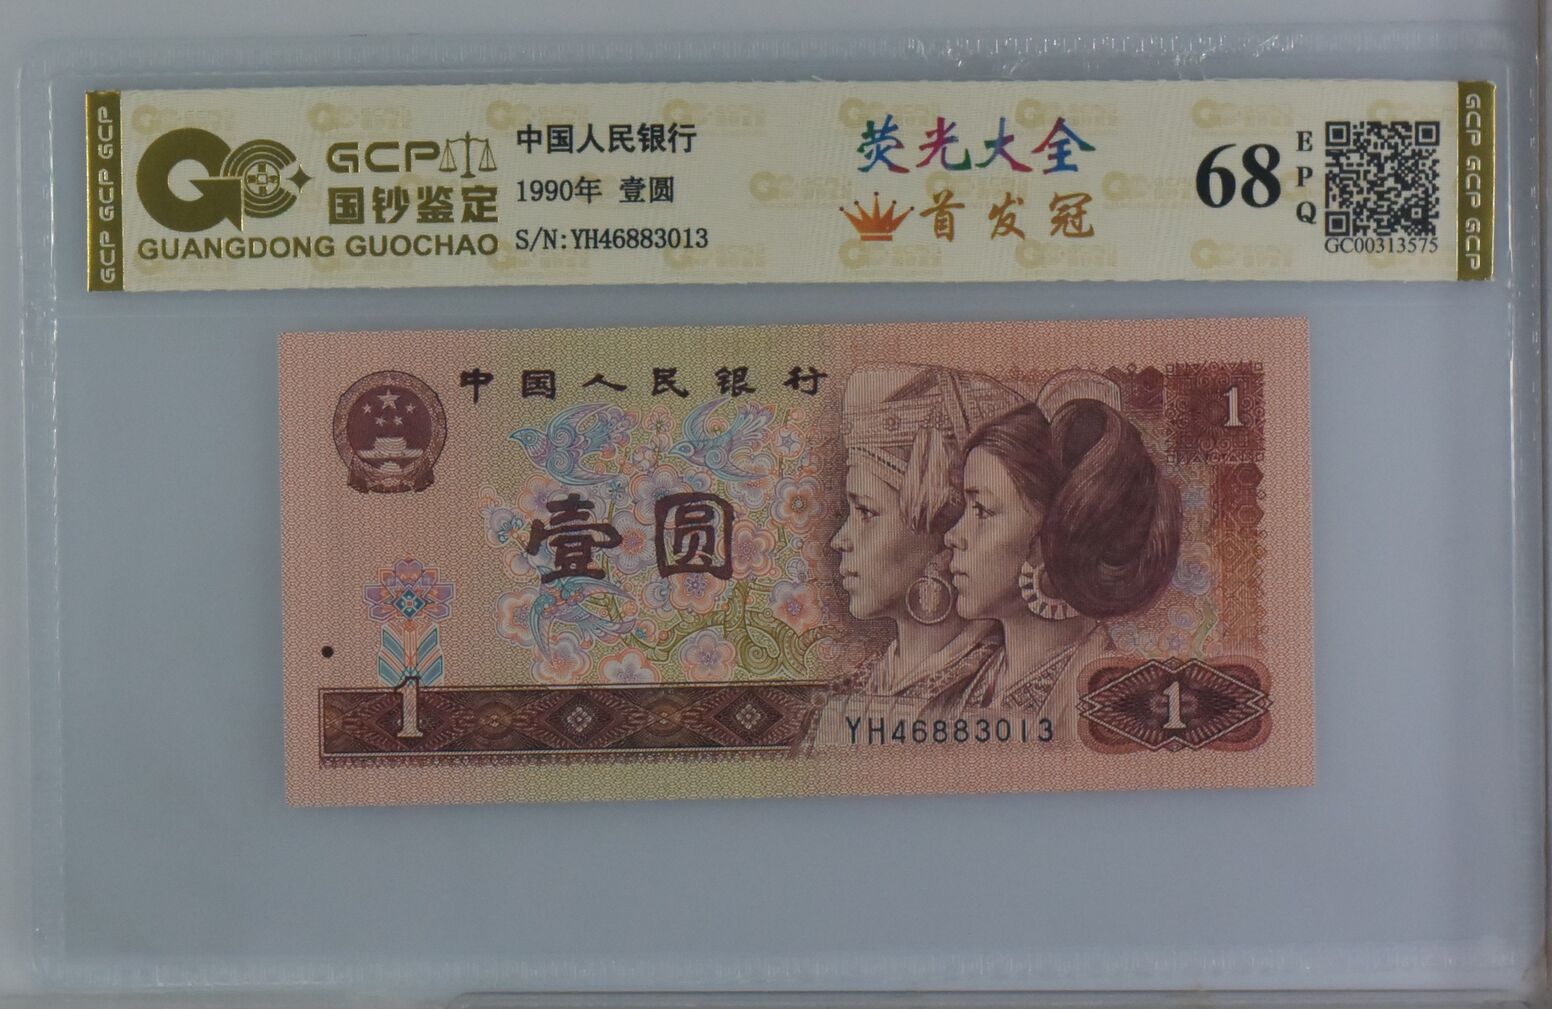 GCP
国钞鉴定
GUANGDONG GUOCHAO
中国人民银行
1990年 壹圆
S/N:YH46883013
荧光大全
首发冠
68
EPQ
GC00313575
GCP GCP GCP
GCP GCP GCP
中国人民银行
1
壹圆
1
YH46883013
1